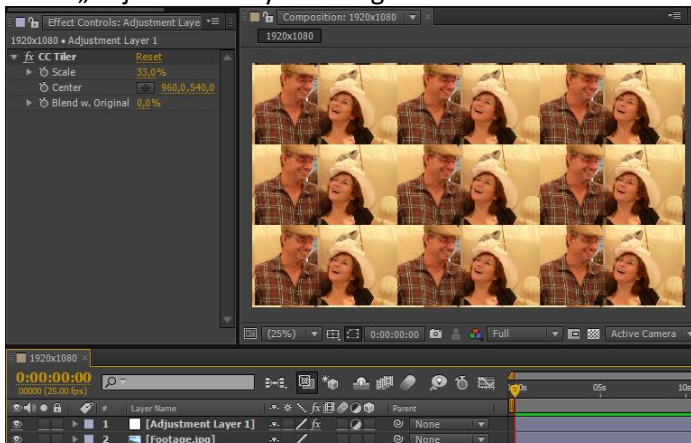 Effect Controls: Adjustment Laye
1920x1080 • Adjustment Layer 1
fx CC Tiler Reset
Scale 33,0%
Center 960,0,540,0
Blend w. Original 0,0%
Composition: 1920x1080
1920x1080
(25%) 0:00:00:00 Full Active Camera
1920x1080
0:00:00:00
00000 (25.00 fps)
05s 10s
# Layer Name fx Parent
1 [Adjustment Layer 1] fx None
2 [Footage.jpg] None